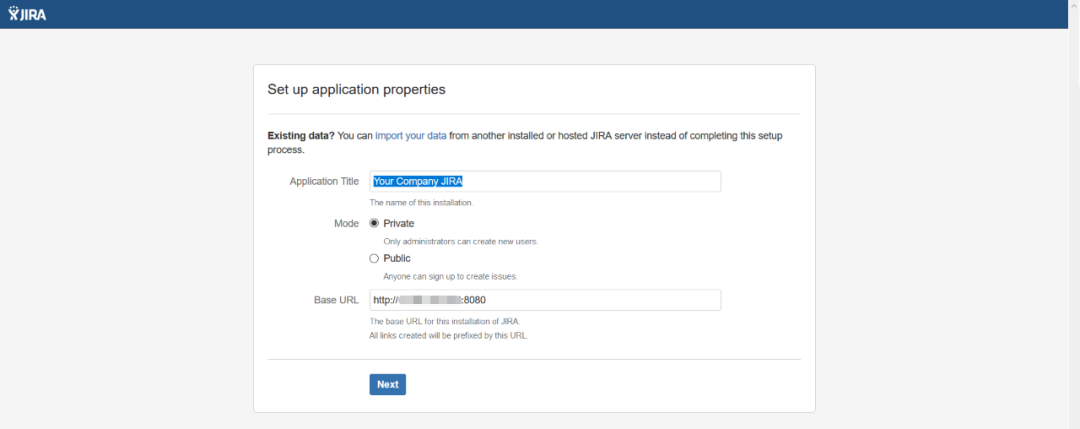 JIRA
Set up application properties
Existing data? You can import your data from another installed or hosted JIRA server instead of completing this setup
process.
Application Title Your Company JIRA
The name of this installation.
Mode Private
Only administrators can create new users.
Public
Anyone can sign up to create issues.
Base URL http:// :8080
The base URL for this installation of JIRA.
All links created will be prefixed by this URL.
Next